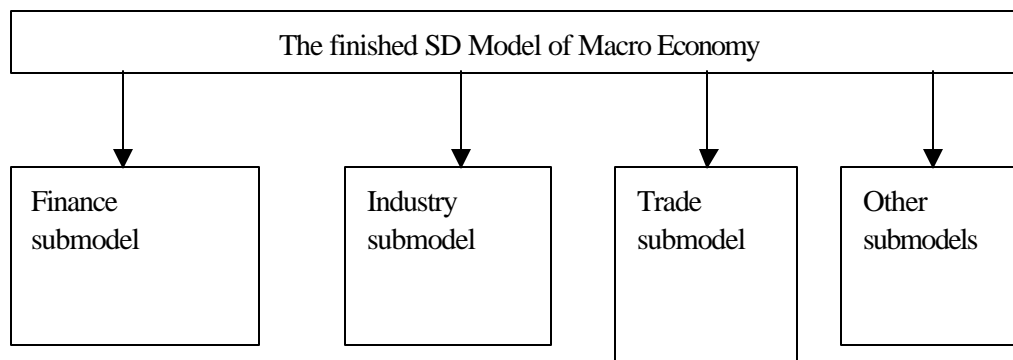 The finished SD Model of Macro Economy
Finance
submodel
Industry
submodel
Trade
submodel
Other
submodels